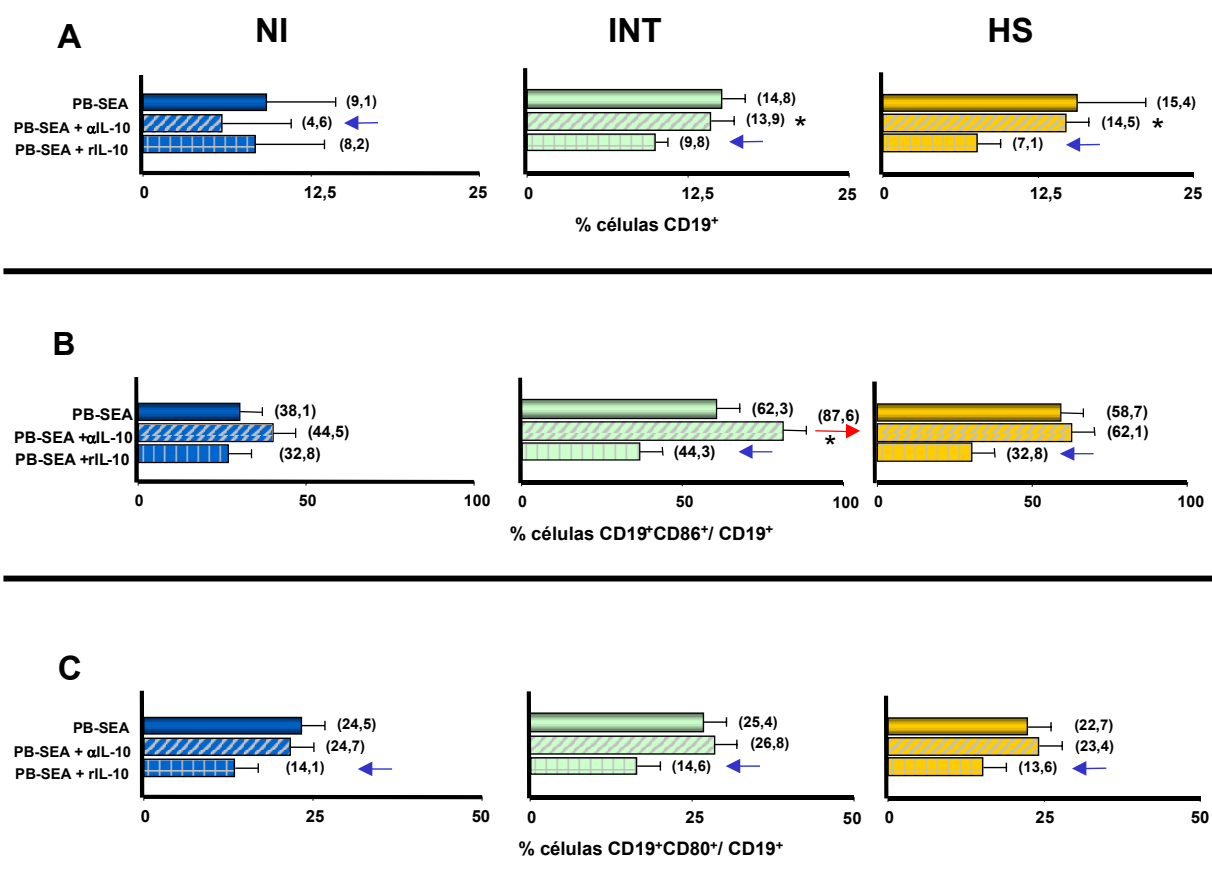 A NI INT HS
PB-SEA (9,1) (14,8) (15,4)
PB-SEA + αIL-10 (4,6) (13,9) * (14,5) *
PB-SEA + rIL-10 (8,2) (9,8) (7,1)
0 12,5 25 0 12,5 25 0 12,5 25
% células CD19⁺
B
PB-SEA (38,1) (62,3) (87,6) (58,7)
PB-SEA +αIL-10 (44,5) * (62,1)
PB-SEA +rIL-10 (32,8) (44,3) (32,8)
0 50 100 0 50 100 0 50 100
% células CD19⁺CD86⁺/ CD19⁺
C
PB-SEA (24,5) (25,4) (22,7)
PB-SEA + αIL-10 (24,7) (26,8) (23,4)
PB-SEA + rIL-10 (14,1) (14,6) (13,6)
0 25 50 0 25 50 0 25 50
% células CD19⁺CD80⁺/ CD19⁺